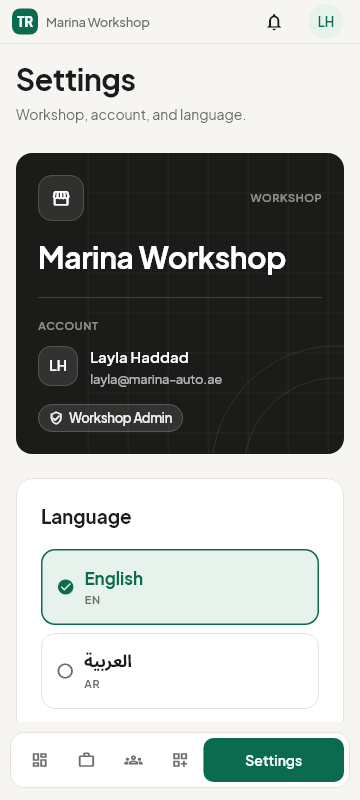 TR Marina Workshop LH
Settings
Workshop, account, and language.
WORKSHOP
Marina Workshop
ACCOUNT
LH Layla Haddad
layla@marina-auto.ae
Workshop Admin
Language
English
EN
العربية
AR
Settings